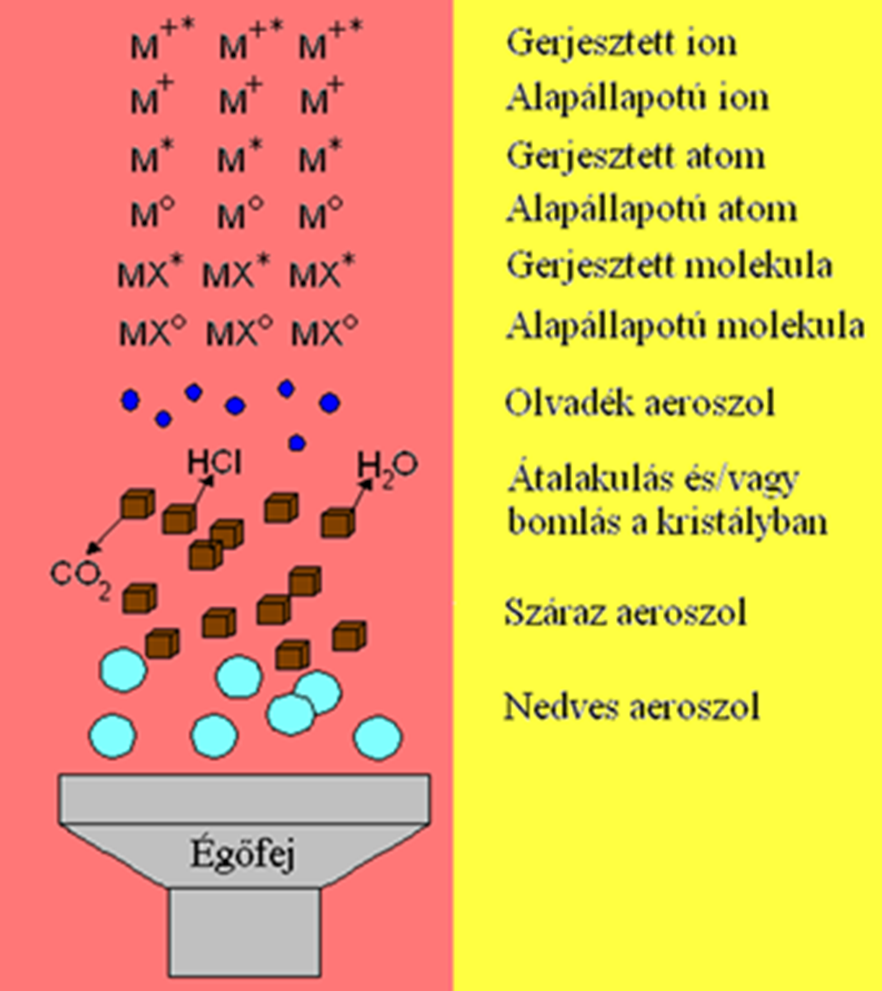 M⁺* M⁺* M⁺* Gerjesztett ion
M⁺ M⁺ M⁺ Alapállapotú ion
M* M* M* Gerjesztett atom
M° M° M° Alapállapotú atom
MX* MX* MX* Gerjesztett molekula
MX° MX° MX° Alapállapotú molekula
Olvadék aeroszol
HCl H₂O Átalakulás és/vagy
bomlás a kristályban
CO₂
Száraz aeroszol
Nedves aeroszol
Égőfej